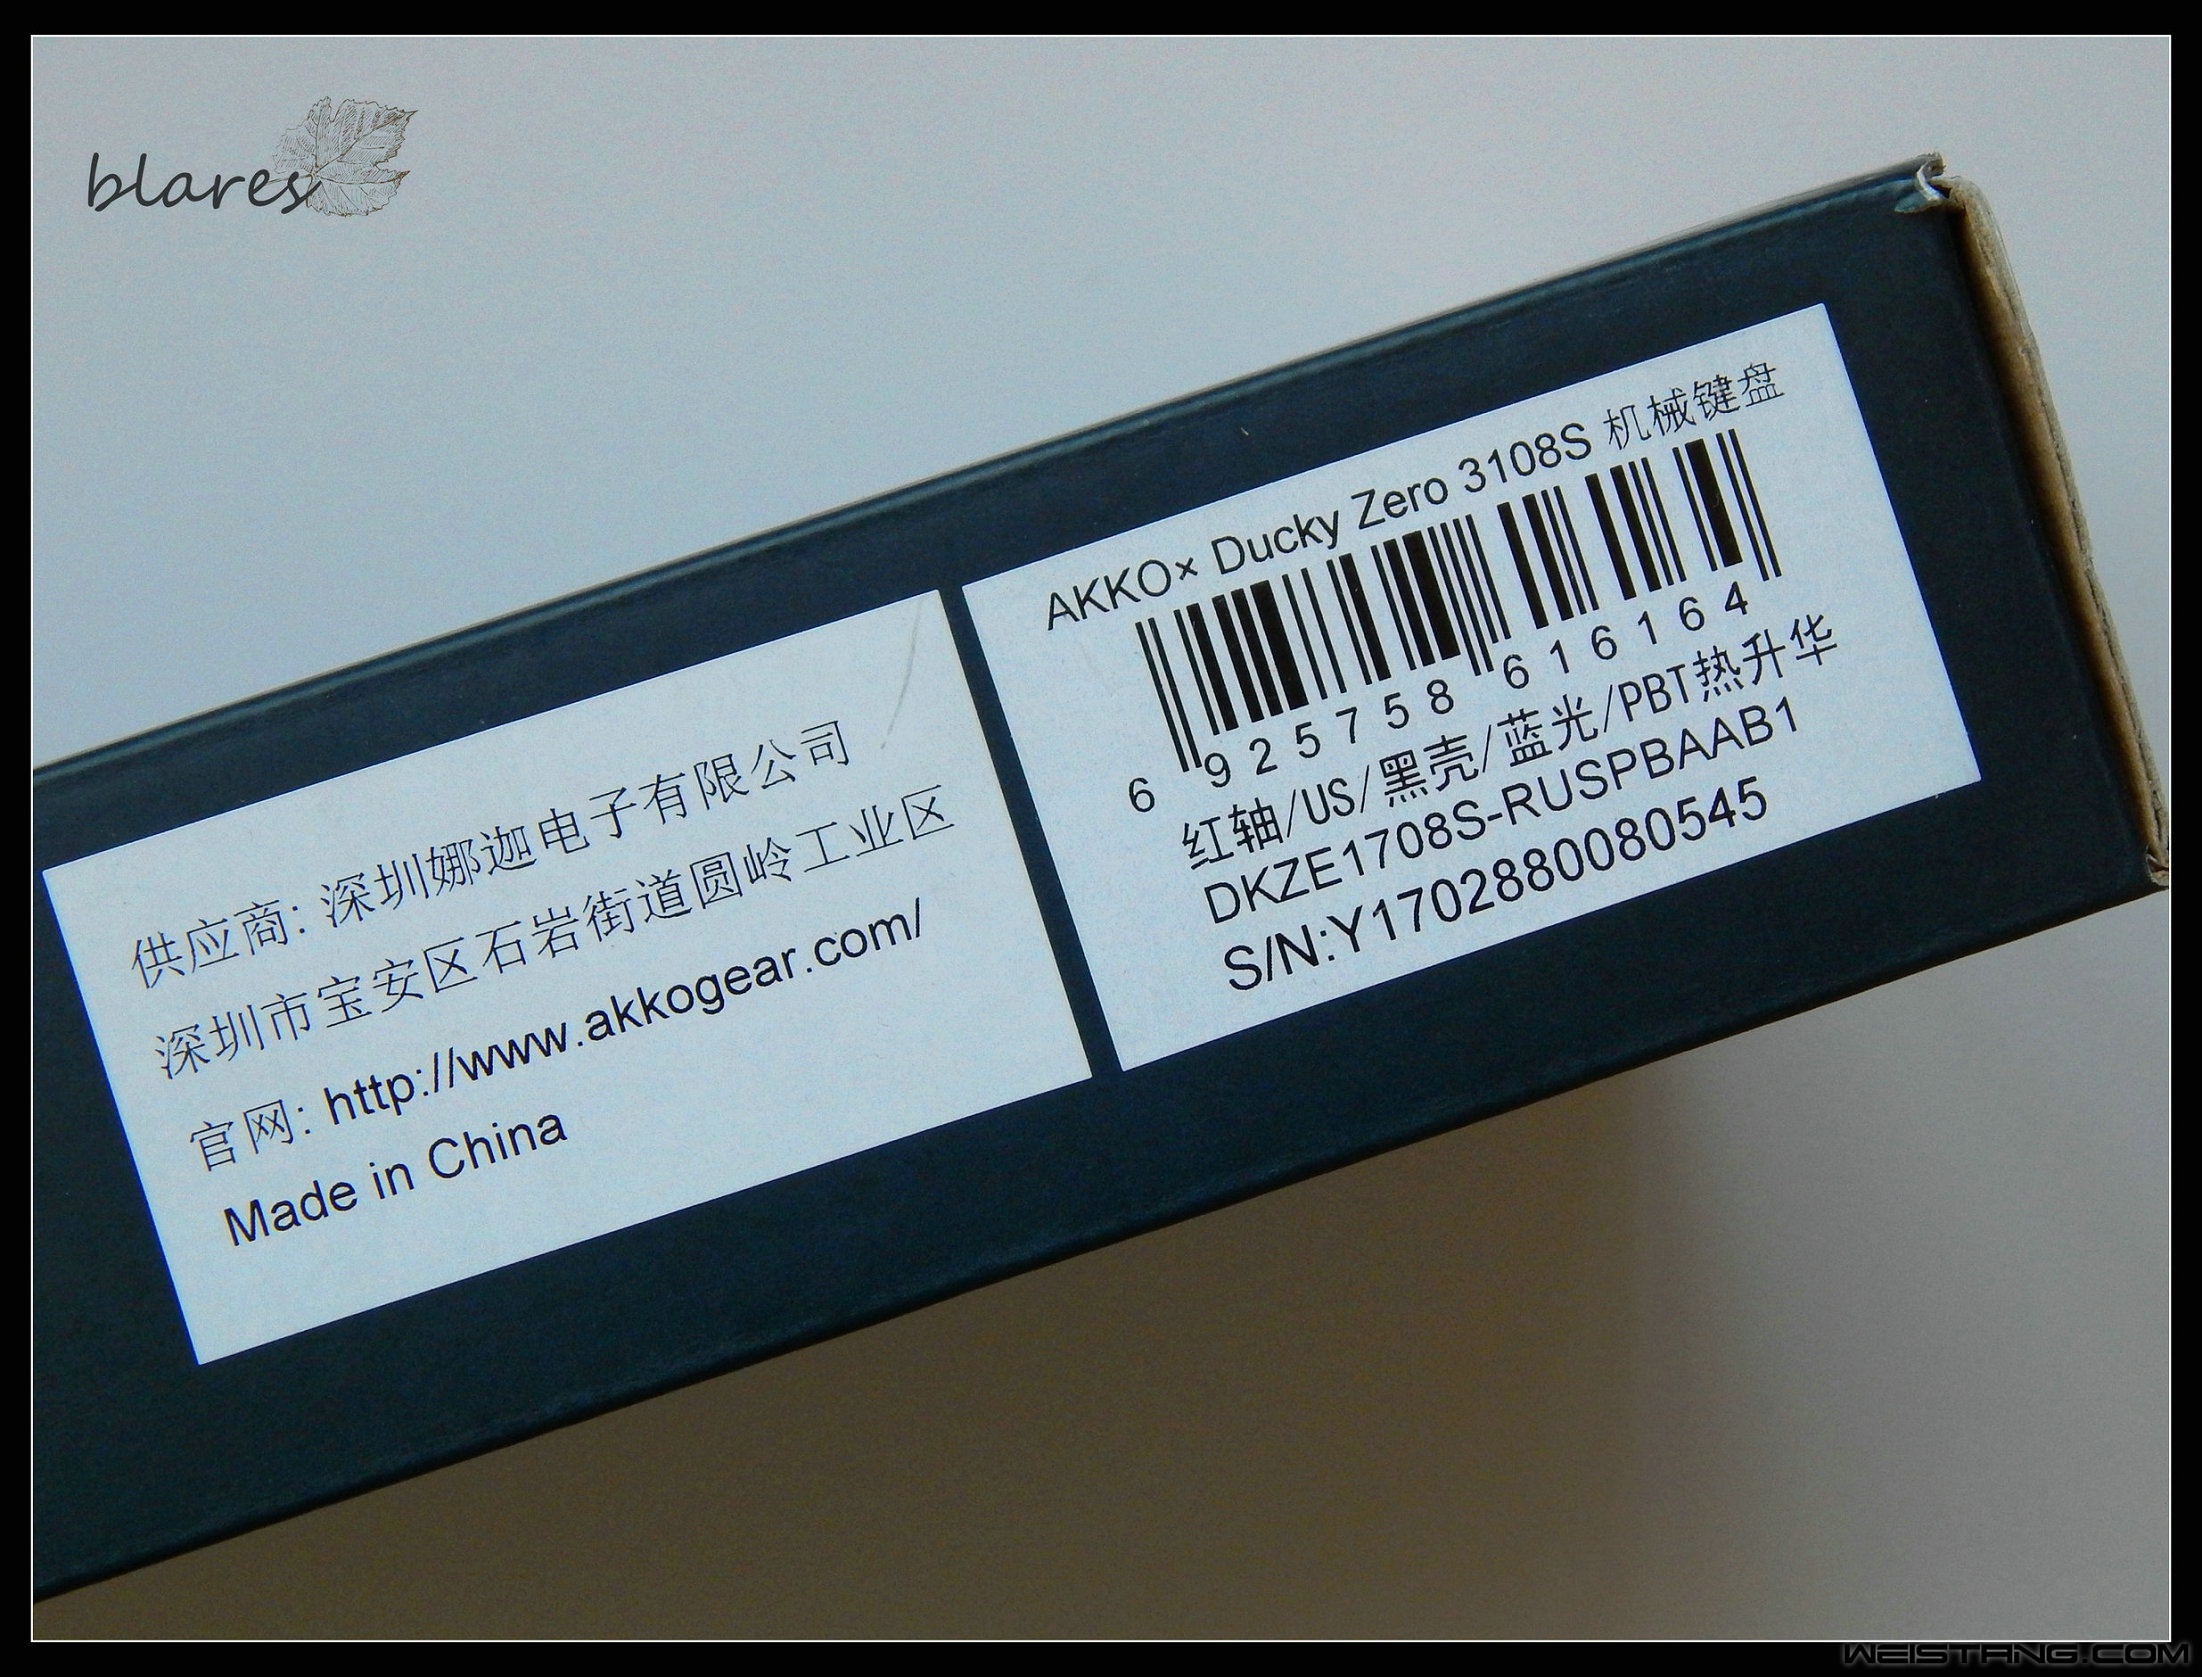 blares
供应商: 深圳娜迦电子有限公司
深圳市宝安区石岩街道圆岭工业区
官网: http://www.akkogear.com/
Made in China
AKKO× Ducky Zero 3108S 机械键盘
6 925758 616164
红轴/US/黑壳/蓝光/PBT热升华
DKZE1708S-RUSPBAAB1
S/N:Y1702880080545
WEISTANG.COM